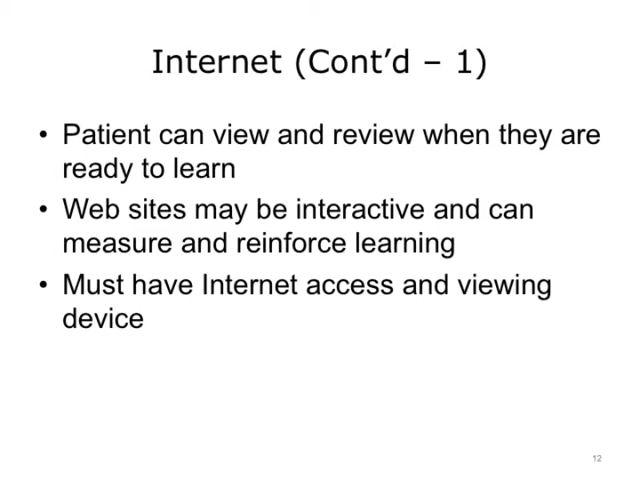 Internet (Cont’d – 1)
• Patient can view and review when they are
ready to learn
• Web sites may be interactive and can
measure and reinforce learning
• Must have Internet access and viewing
device
12